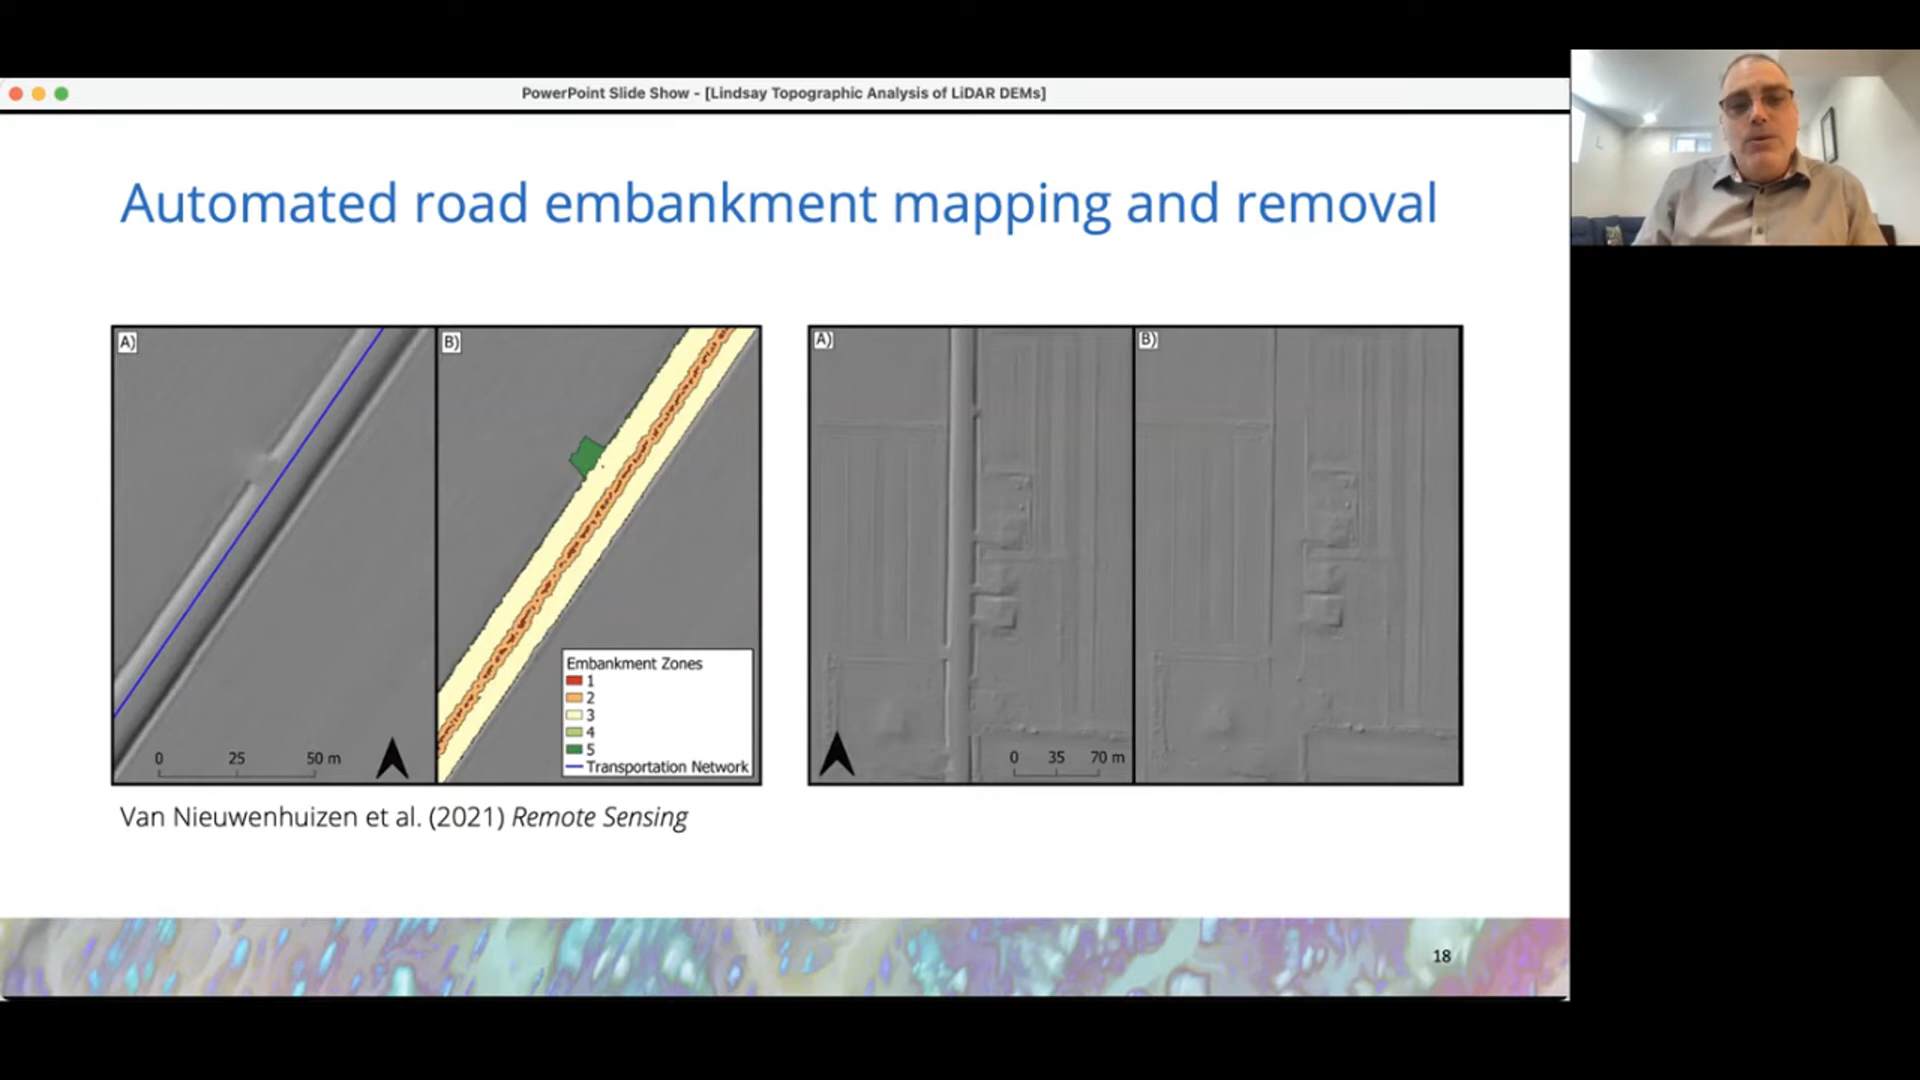 PowerPoint Slide Show - [Lindsay Topographic Analysis of LiDAR DEMs]
Automated road embankment mapping and removal
A)
B)
Embankment Zones
1
2
3
4
5
Transportation Network
0 25 50 m
A)
B)
0 35 70 m
Van Nieuwenhuizen et al. (2021) Remote Sensing
18